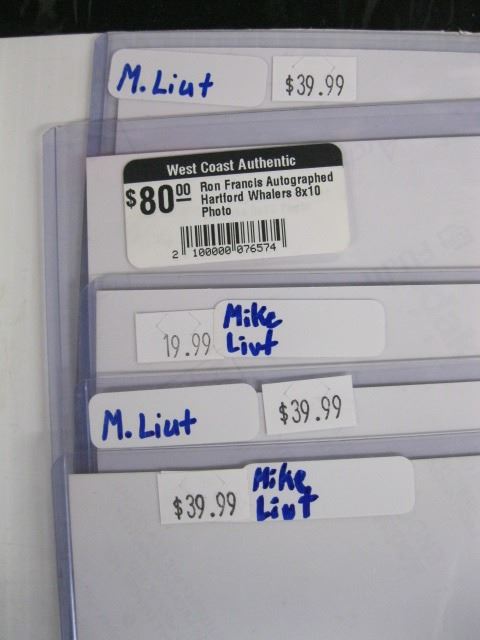 M. Liut
$39.99
West Coast Authentic
$80.00
Ron Francis Autographed
Hartford Whalers 8x10
Photo
2 100000 076574
19.99
Mike
Liut
M. Liut
$39.99
$39.99
Mike
Liut